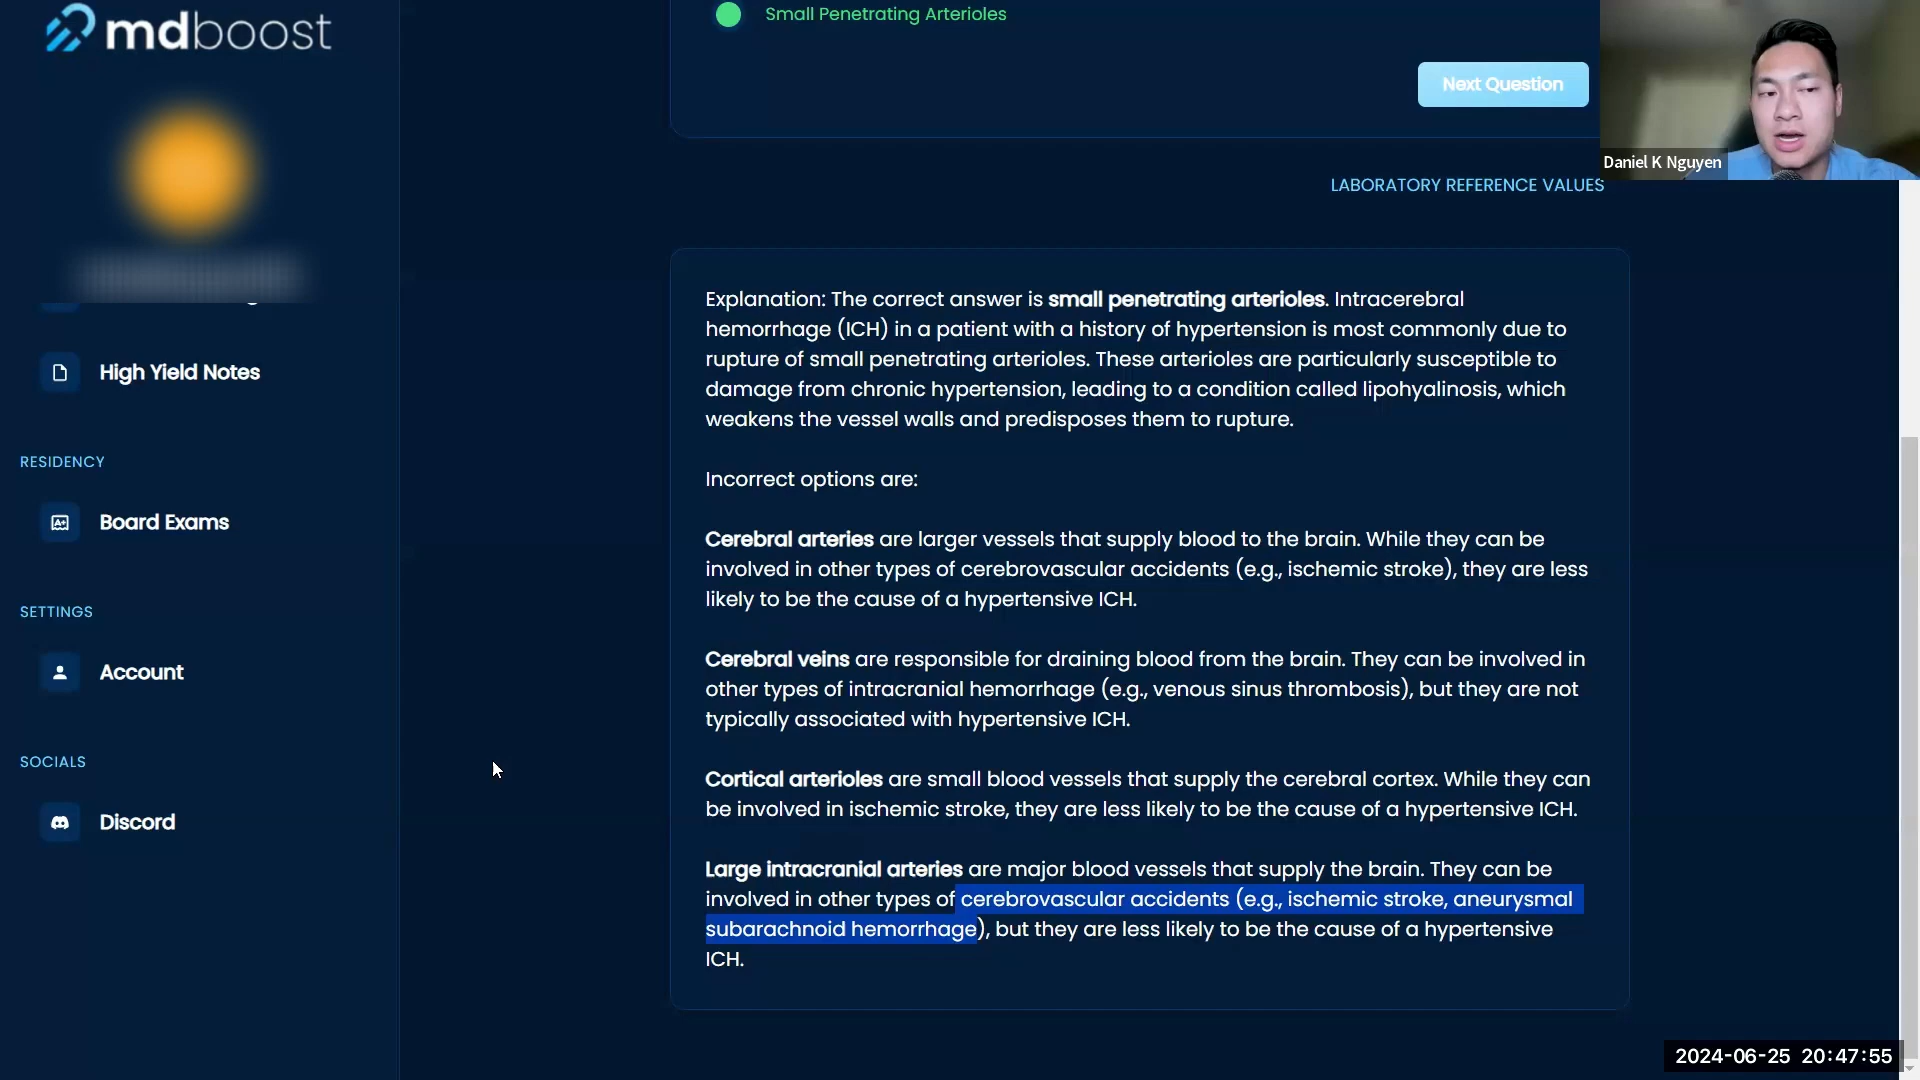 mdboost
Small Penetrating Arterioles
Next Question
Daniel K Nguyen
LABORATORY REFERENCE VALUES
High Yield Notes
RESIDENCY
Board Exams
SETTINGS
Account
SOCIALS
Discord
Explanation: The correct answer is small penetrating arterioles. Intracerebral
hemorrhage (ICH) in a patient with a history of hypertension is most commonly due to
rupture of small penetrating arterioles. These arterioles are particularly susceptible to
damage from chronic hypertension, leading to a condition called lipohyalinosis, which
weakens the vessel walls and predisposes them to rupture.
Incorrect options are:
Cerebral arteries are larger vessels that supply blood to the brain. While they can be
involved in other types of cerebrovascular accidents (e.g., ischemic stroke), they are less
likely to be the cause of a hypertensive ICH.
Cerebral veins are responsible for draining blood from the brain. They can be involved in
other types of intracranial hemorrhage (e.g., venous sinus thrombosis), but they are not
typically associated with hypertensive ICH.
Cortical arterioles are small blood vessels that supply the cerebral cortex. While they can
be involved in ischemic stroke, they are less likely to be the cause of a hypertensive ICH.
Large intracranial arteries are major blood vessels that supply the brain. They can be
involved in other types of cerebrovascular accidents (e.g., ischemic stroke, aneurysmal
subarachnoid hemorrhage), but they are less likely to be the cause of a hypertensive
ICH.
2024-06-25 20:47:55